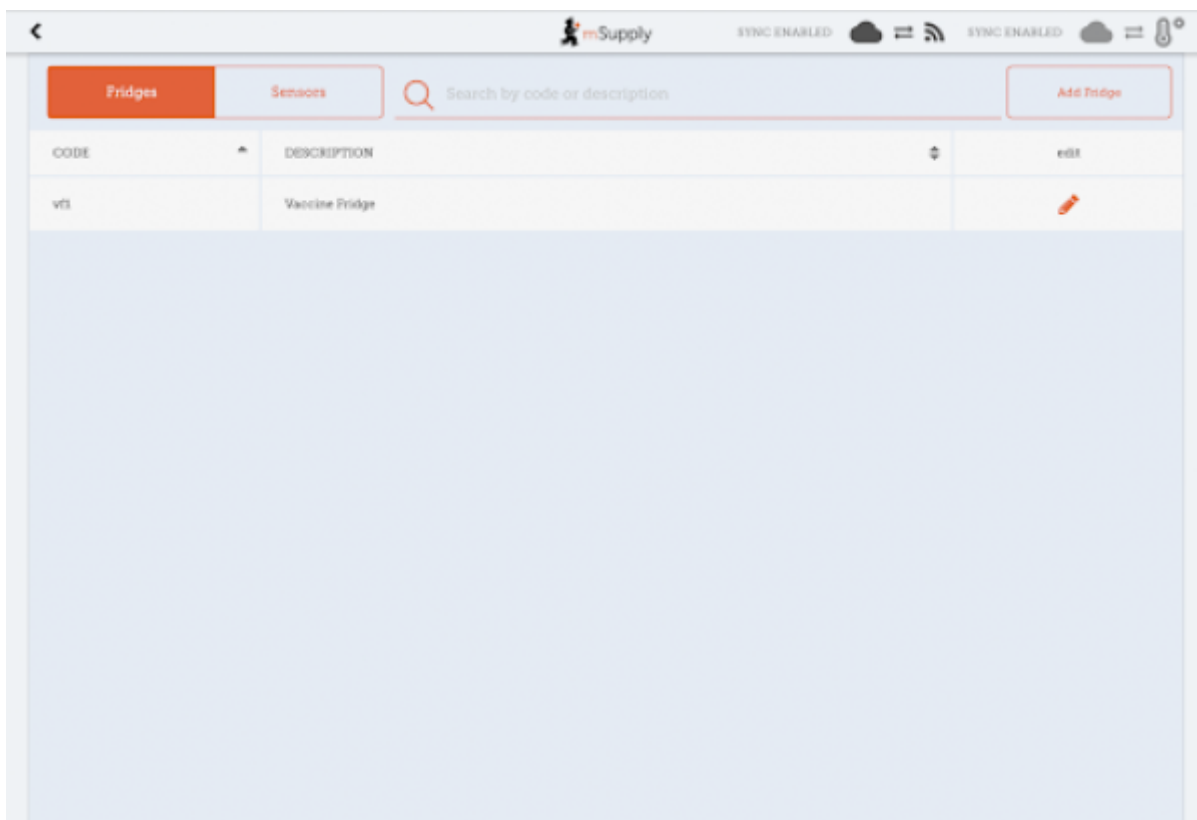 mSupply SYNC ENABLED SYNC ENABLED
Fridges Sensors Search by code or description Add Fridge
CODE DESCRIPTION edit
vf1 Vaccine Fridge